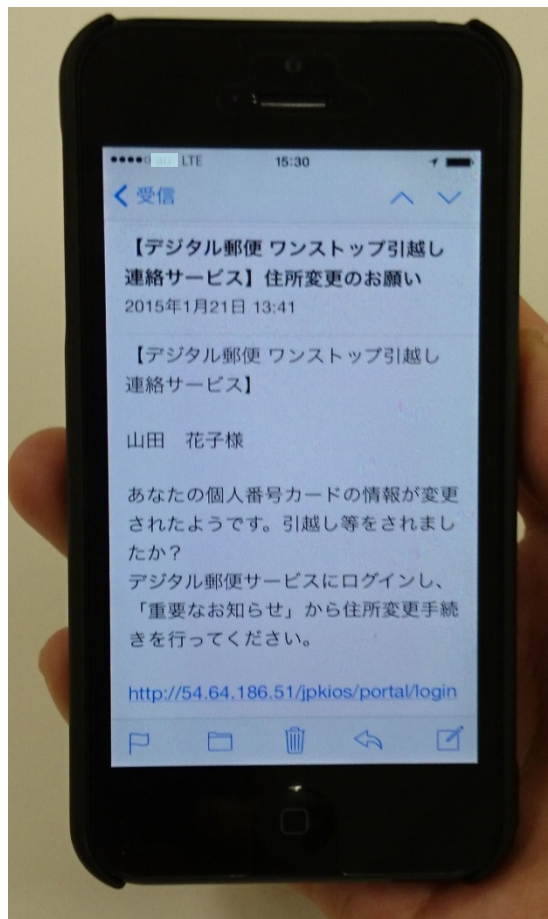 LTE 15:30
受信
【デジタル郵便 ワンストップ引越し
連絡サービス】住所変更のお願い
2015年1月21日 13:41
【デジタル郵便 ワンストップ引越し
連絡サービス】
山田 花子様
あなたの個人番号カードの情報が変更
されたようです。引越し等をされまし
たか？
デジタル郵便サービスにログインし、
「重要なお知らせ」から住所変更手続
きを行ってください。
http://54.64.186.51/jpkios/portal/login